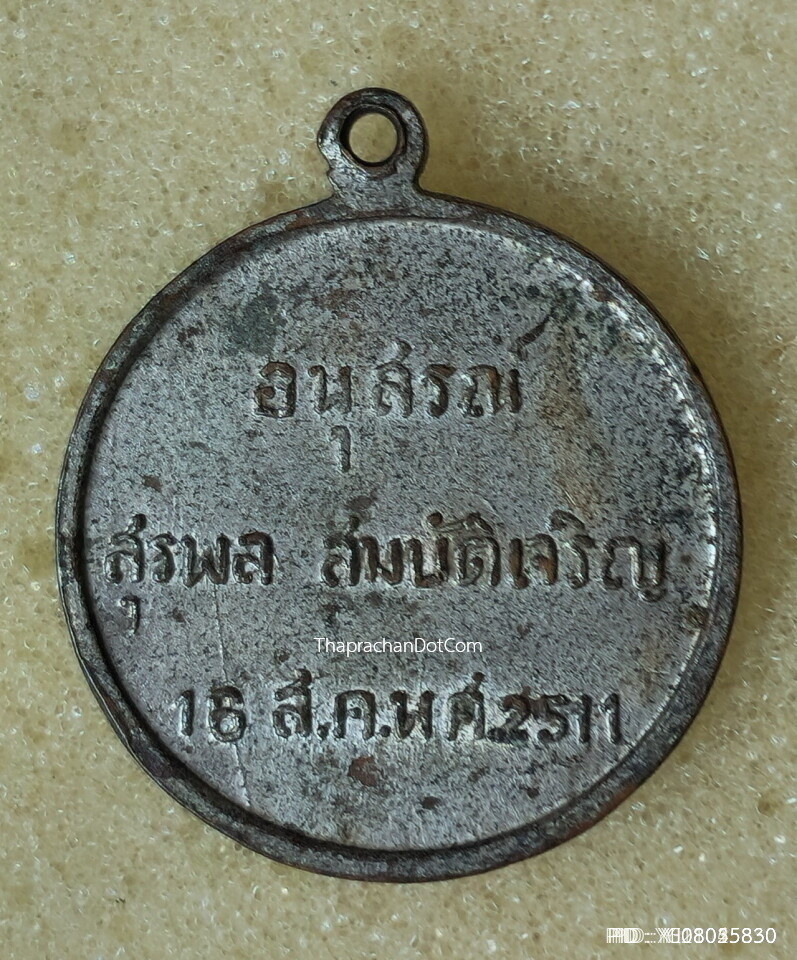 อนุสรณ์
สุรพล สมบัติเจริญ
ThaprachanDotCom
16 ส.ค.พศ.2511